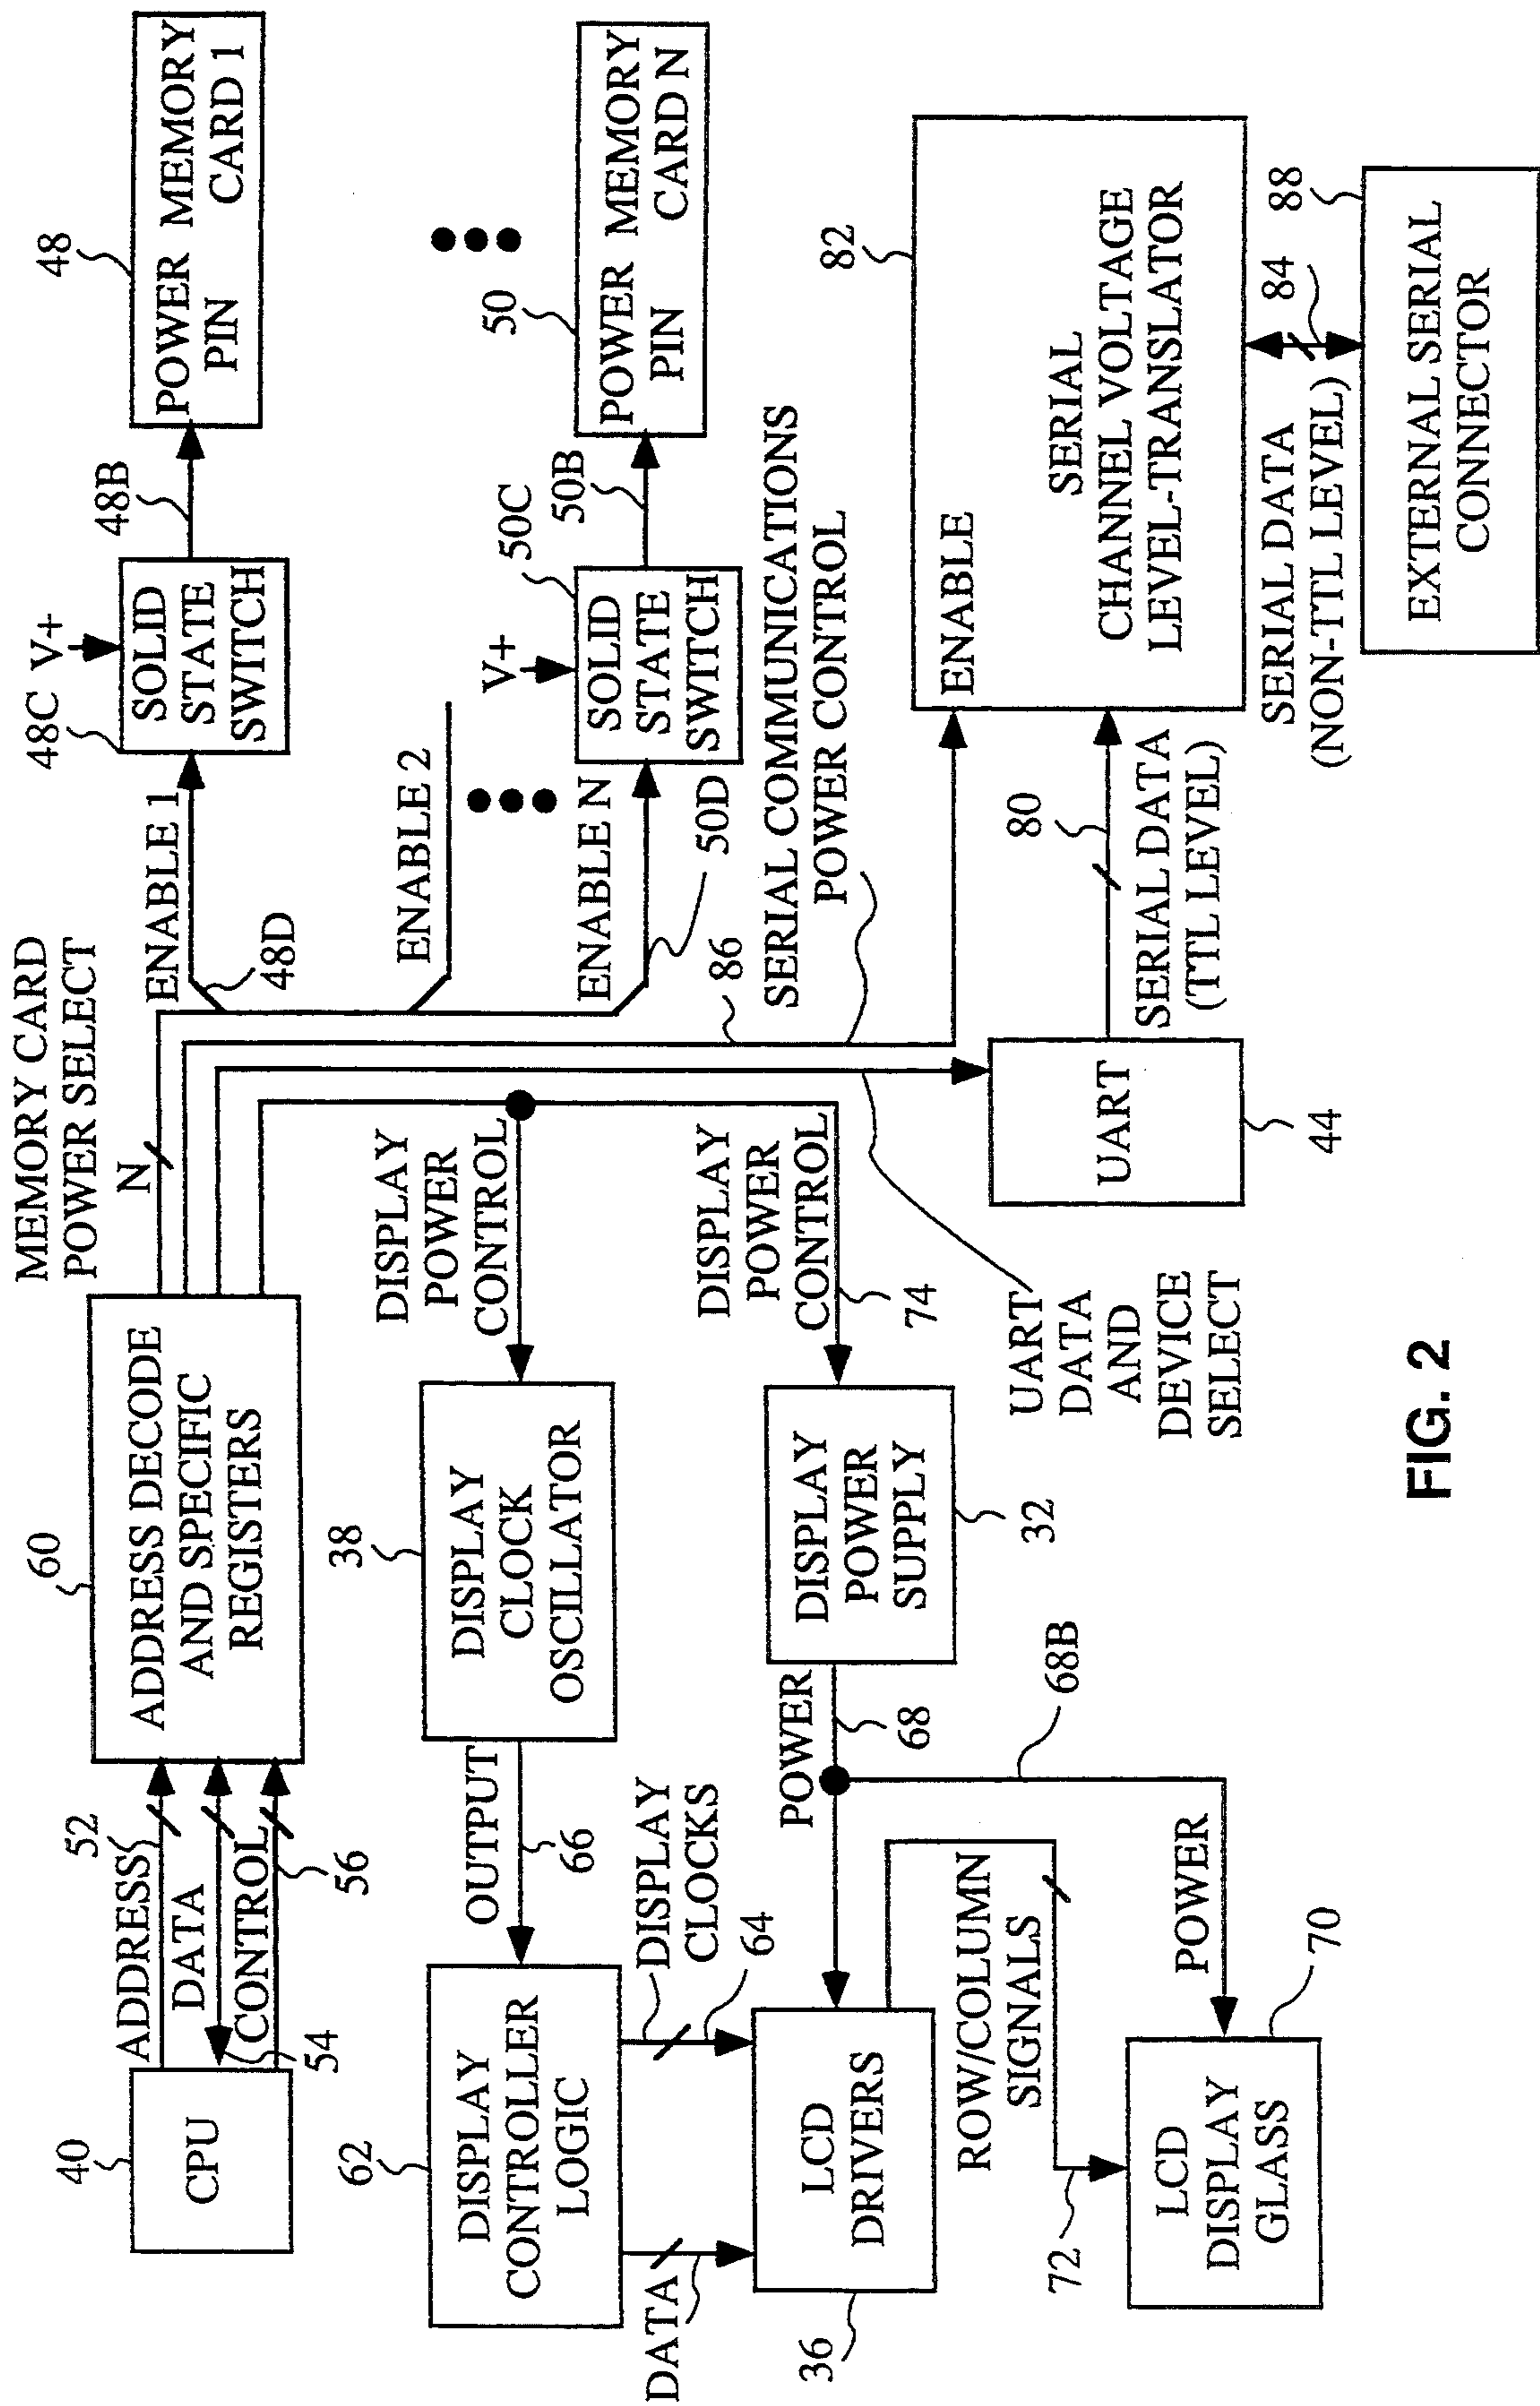 40
CPU
ADDRESS
52
DATA
CONTROL
54
56
60
ADDRESS DECODE
AND SPECIFIC
REGISTERS
MEMORY CARD
POWER SELECT
N
ENABLE 1
48D
48C
V+
SOLID
STATE
SWITCH
48B
48
POWER MEMORY
PIN CARD 1
ENABLE 2
ENABLE N
50D
V+
50C
SOLID
STATE
SWITCH
50B
50
POWER MEMORY
PIN CARD N
62
DISPLAY
CONTROLLER
LOGIC
OUTPUT
66
38
DISPLAY
CLOCK
OSCILLATOR
DISPLAY
POWER
CONTROL
86
SERIAL COMMUNICATIONS
POWER CONTROL
DATA
DISPLAY
CLOCKS
64
36
LCD
DRIVERS
POWER
68
68B
DISPLAY
POWER
SUPPLY
32
DISPLAY
POWER
CONTROL
74
82
ENABLE
SERIAL
CHANNEL VOLTAGE
LEVEL-TRANSLATOR
ROW/COLUMN
SIGNALS
72
POWER
70
LCD
DISPLAY
GLASS
UART
DATA
AND
DEVICE
SELECT
UART
44
80
SERIAL DATA
(TTL LEVEL)
SERIAL DATA
(NON-TTL LEVEL)
84
88
EXTERNAL SERIAL
CONNECTOR
FIG. 2